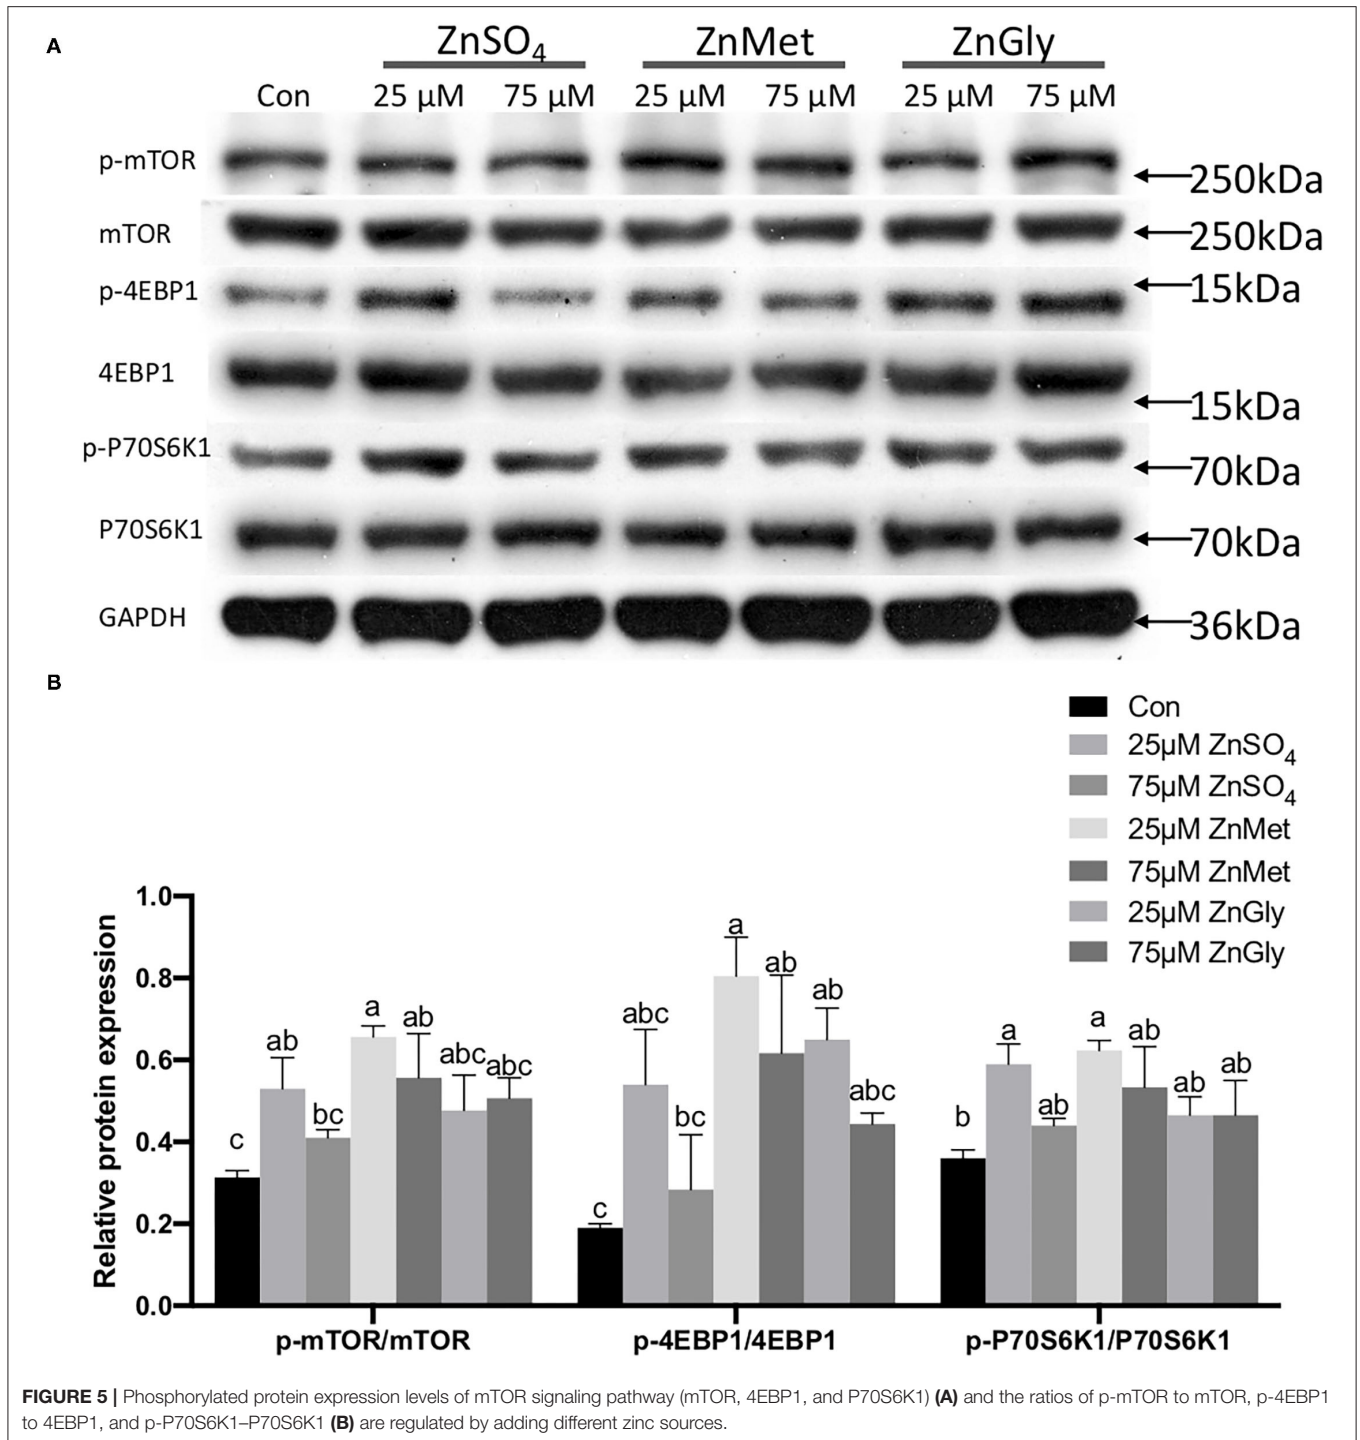 A
ZnSO4 ZnMet ZnGly
Con 25 µM 75 µM 25 µM 75 µM 25 µM 75 µM
p-mTOR 250kDa
mTOR 250kDa
p-4EBP1 15kDa
4EBP1 15kDa
p-P70S6K1 70kDa
P70S6K1 70kDa
GAPDH 36kDa
B
Con
25µM ZnSO4
75µM ZnSO4
25µM ZnMet
75µM ZnMet
25µM ZnGly
75µM ZnGly
Relative protein expression
1.0
0.8
0.6
0.4
0.2
0.0
c ab bc a ab abc abc
c abc bc a ab ab abc
b a ab a ab ab ab
p-mTOR/mTOR p-4EBP1/4EBP1 p-P70S6K1/P70S6K1
FIGURE 5 | Phosphorylated protein expression levels of mTOR signaling pathway (mTOR, 4EBP1, and P70S6K1) (A) and the ratios of p-mTOR to mTOR, p-4EBP1
to 4EBP1, and p-P70S6K1–P70S6K1 (B) are regulated by adding different zinc sources.